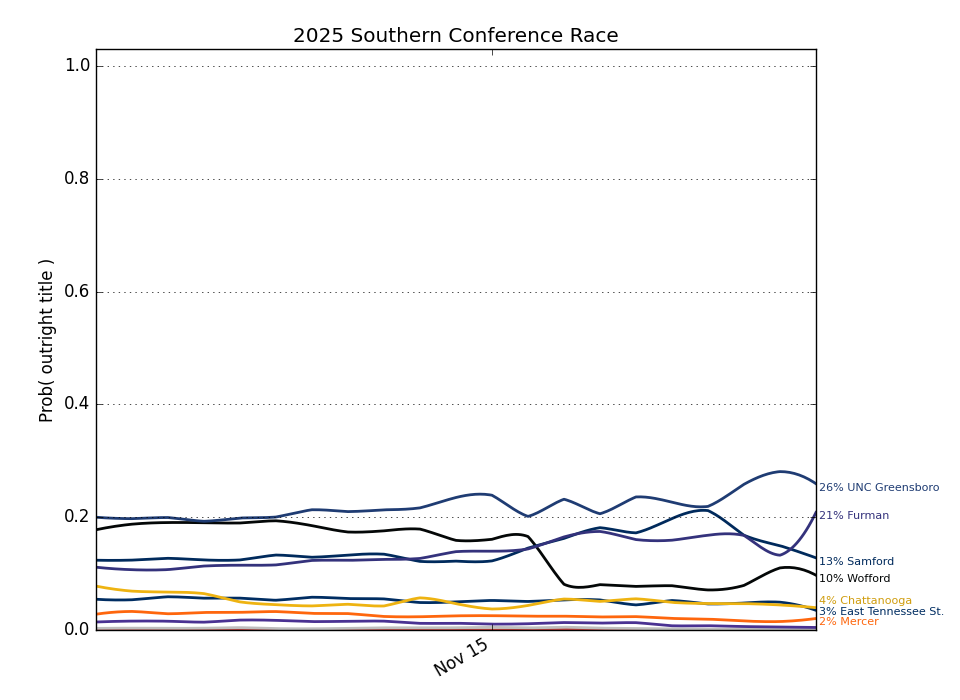 2025 Southern Conference Race
1.0
0.8
0.6
0.4
0.2
0.0
Prob( outright title )
Nov 15
26% UNC Greensboro
21% Furman
13% Samford
10% Wofford
4% Chattanooga
3% East Tennessee St.
2% Mercer